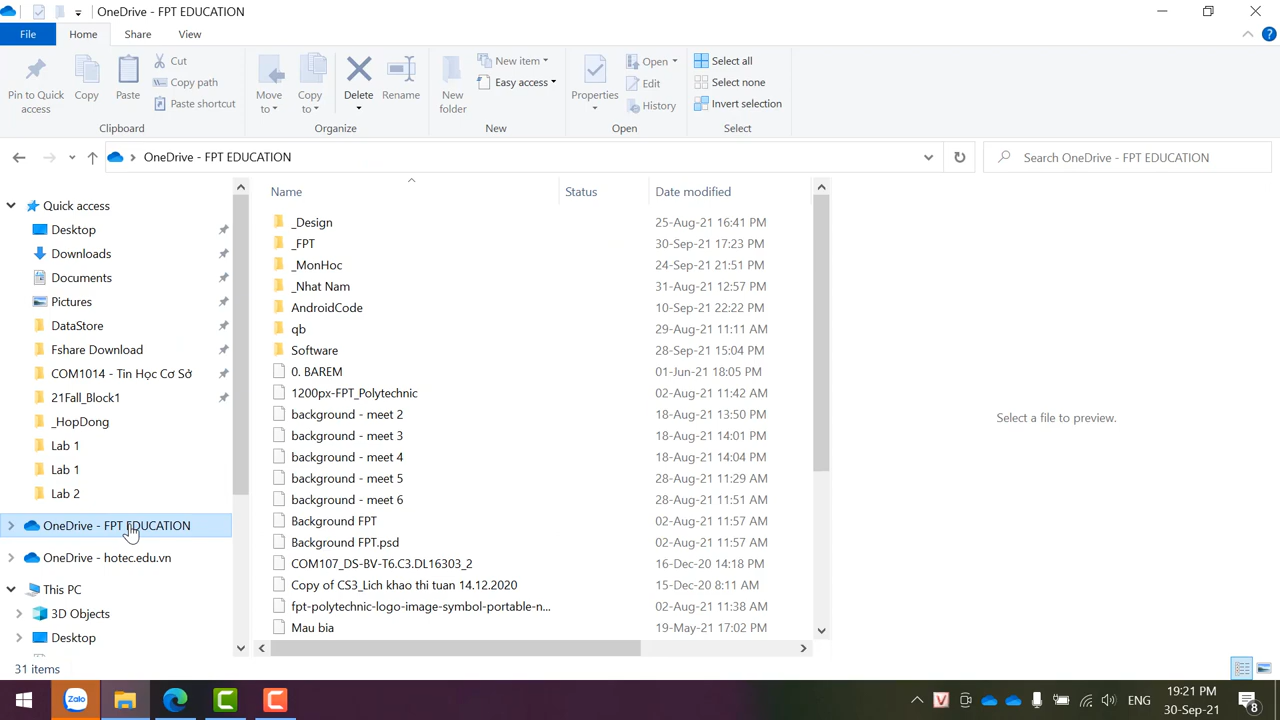 OneDrive - FPT EDUCATION
File
Home
Share
View
Pin to Quick access
Copy
Paste
Cut
Copy path
Paste shortcut
Clipboard
Move to
Copy to
Delete
Rename
Organize
New folder
New item
Easy access
New
Properties
Open
Edit
History
Open
Select all
Select none
Invert selection
Select
OneDrive - FPT EDUCATION
Search OneDrive - FPT EDUCATION
Quick access
Desktop
Downloads
Documents
Pictures
DataStore
Fshare Download
COM1014 - Tin Học Cơ Sở
21Fall_Block1
_HopDong
Lab 1
Lab 1
Lab 2
OneDrive - FPT EDUCATION
OneDrive - hotec.edu.vn
This PC
3D Objects
Desktop
Name Status Date modified
_Design 25-Aug-21 16:41 PM
_FPT 30-Sep-21 17:23 PM
_MonHoc 24-Sep-21 21:51 PM
_Nhat Nam 31-Aug-21 12:57 PM
AndroidCode 10-Sep-21 22:22 PM
qb 29-Aug-21 11:11 AM
Software 28-Sep-21 15:04 PM
0. BAREM 01-Jun-21 18:05 PM
1200px-FPT_Polytechnic 02-Aug-21 11:42 AM
background - meet 2 18-Aug-21 13:50 PM
background - meet 3 18-Aug-21 14:01 PM
background - meet 4 18-Aug-21 14:04 PM
background - meet 5 28-Aug-21 11:29 AM
background - meet 6 28-Aug-21 11:51 AM
Background FPT 02-Aug-21 11:57 AM
Background FPT.psd 02-Aug-21 11:57 AM
COM107_DS-BV-T6.C3.DL16303_2 16-Dec-20 14:18 PM
Copy of CS3_Lich khao thi tuan 14.12.2020 15-Dec-20 8:11 AM
fpt-polytechnic-logo-image-symbol-portable-n... 02-Aug-21 11:38 AM
Mau bia 19-May-21 17:02 PM
Select a file to preview.
31 items
Zalo
ENG
19:21 PM
30-Sep-21
8